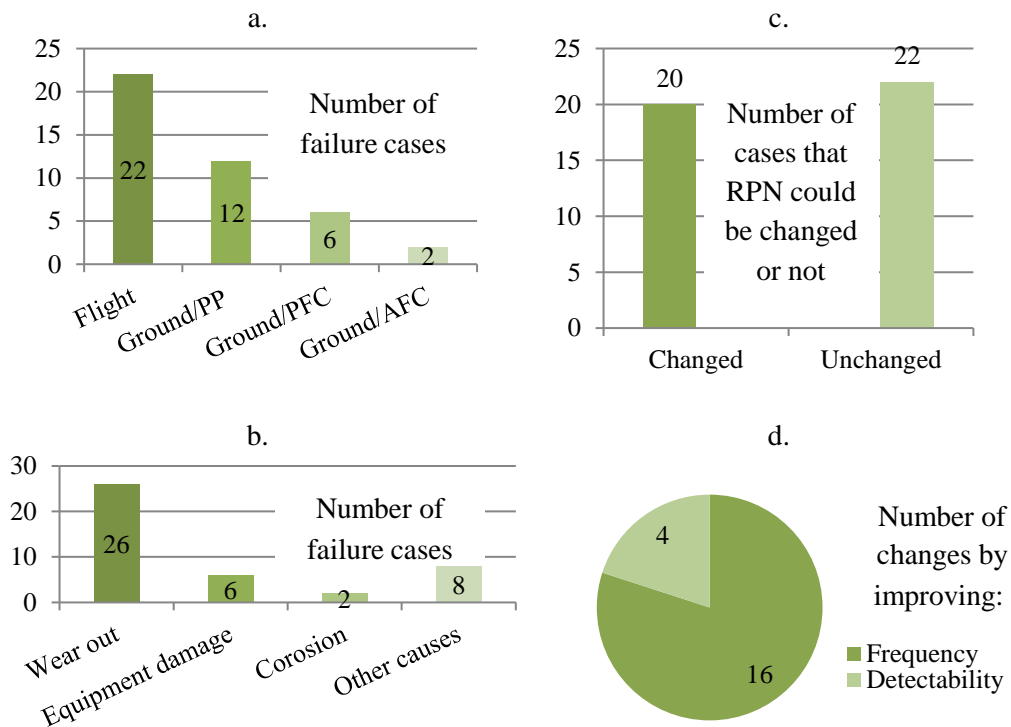 a.
25
20
15
10
5
0
Number of
failure cases
22
12
6
2
Flight
Ground/PP
Ground/PFC
Ground/AFC
c.
25
20
15
10
5
0
20
22
Number of
cases that
RPN could
be changed
or not
Changed
Unchanged
b.
30
20
10
0
Number of
failure cases
26
6
2
8
Wear out
Equipment damage
Corosion
Other causes
d.
4
16
Number of
changes by
improving:
Frequency
Detectability